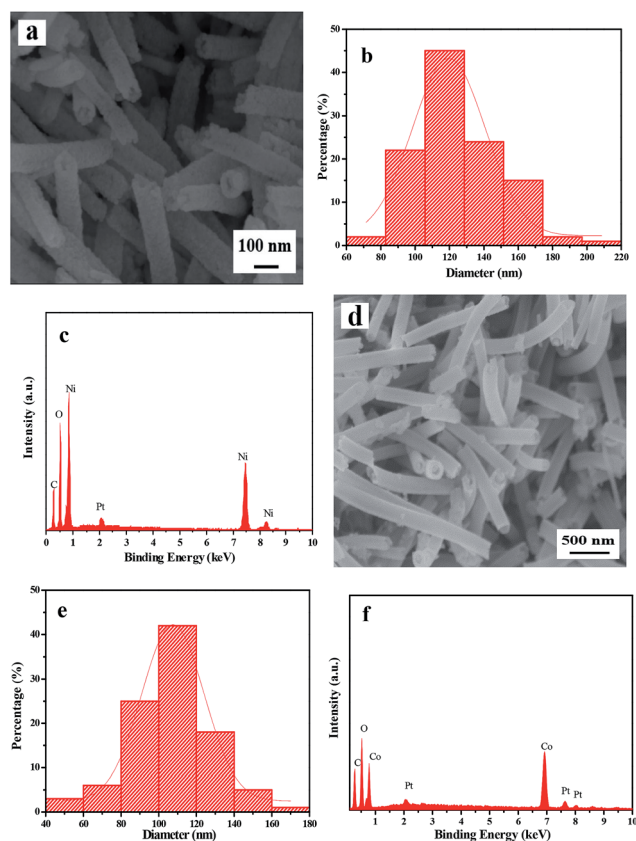 a
100 nm
b
50
40
30
20
10
0
Percentage (%)
60 80 100 120 140 160 180 200 220
Diameter (nm)
c
Ni
O
C
Pt
Ni
Ni
Intensity (a.u.)
0 1 2 3 4 5 6 7 8 9 10
Binding Energy (keV)
d
500 nm
e
50
40
30
20
10
0
Percentage (%)
40 60 80 100 120 140 160 180
Diameter (nm)
f
O
C
Co
Pt
Co
Pt
Pt
Intensity (a.u.)
1 2 3 4 5 6 7 8 9 10
Binding Energy (keV)